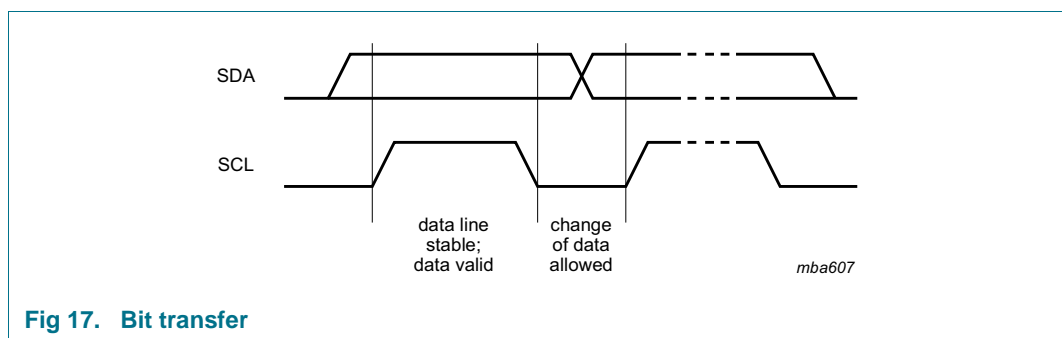 SDA
SCL
data line
stable;
data valid
change
of data
allowed
mba607
Fig 17. Bit transfer